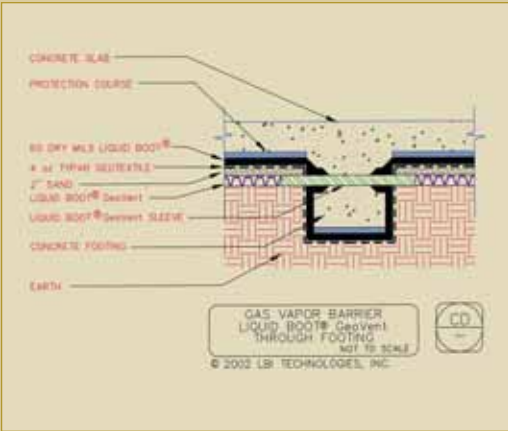 CONCRETE SLAB
PROTECTION COURSE
60 DRY MILS LIQUID BOOT®
4 oz TYPAR GEOTEXTILE
2" SAND
LIQUID BOOT® GeoVent
LIQUID BOOT® GeoVent SLEEVE
CONCRETE FOOTING
EARTH
GAS VAPOR BARRIER
LIQUID BOOT® GeoVent
THROUGH FOOTING
NOT TO SCALE
CD
--
© 2002 LBI TECHNOLOGIES, INC.